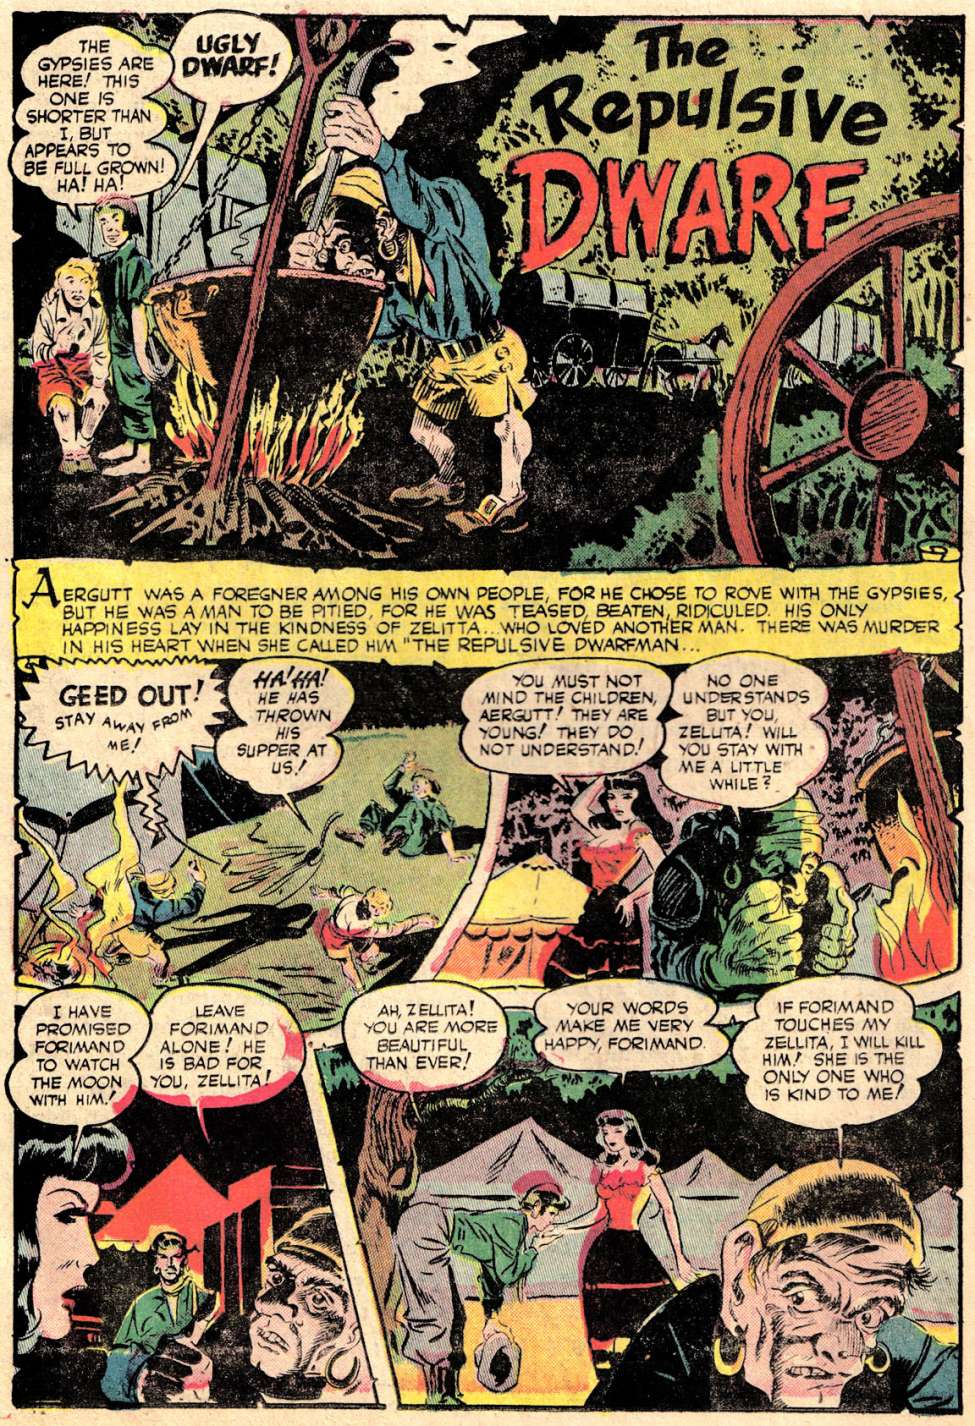 THE
GYPSIES ARE
HERE! THIS
ONE IS
SHORTER THAN
I, BUT
APPEARS TO
BE FULL GROWN!
HA! HA!
UGLY
DWARF!
The
Repulsive
DWARF
AERGUTT WAS A FOREGNER AMONG HIS OWN PEOPLE, FOR HE CHOSE TO ROVE WITH THE GYPSIES,
BUT HE WAS A MAN TO BE PITIED, FOR HE WAS TEASED, BEATEN, RIDICULED. HIS ONLY
HAPPINESS LAY IN THE KINDNESS OF ZELITTA... WHO LOVED ANOTHER MAN. THERE WAS MURDER
IN HIS HEART WHEN SHE CALLED HIM "THE REPULSIVE DWARFMAN...
GEED OUT!
STAY AWAY FROM
ME!
HA! HA!
HE HAS
THROWN
HIS
SUPPER AT
US!
YOU MUST NOT
MIND THE CHILDREN,
AERGUTT! THEY ARE
YOUNG! THEY DO
NOT UNDERSTAND!
NO ONE
UNDERSTANDS
BUT YOU,
ZELLITA! WILL
YOU STAY WITH
ME A LITTLE
WHILE?
I HAVE
PROMISED
FORIMAND
TO WATCH
THE MOON
WITH HIM!
LEAVE
FORIMAND
ALONE! HE
IS BAD FOR
YOU, ZELLITA!
AH, ZELLITA!
YOU ARE MORE
BEAUTIFUL
THAN EVER!
YOUR WORDS
MAKE ME VERY
HAPPY, FORIMAND.
IF FORIMAND
TOUCHES MY
ZELLITA, I WILL KILL
HIM! SHE IS THE
ONLY ONE WHO
IS KIND TO ME!